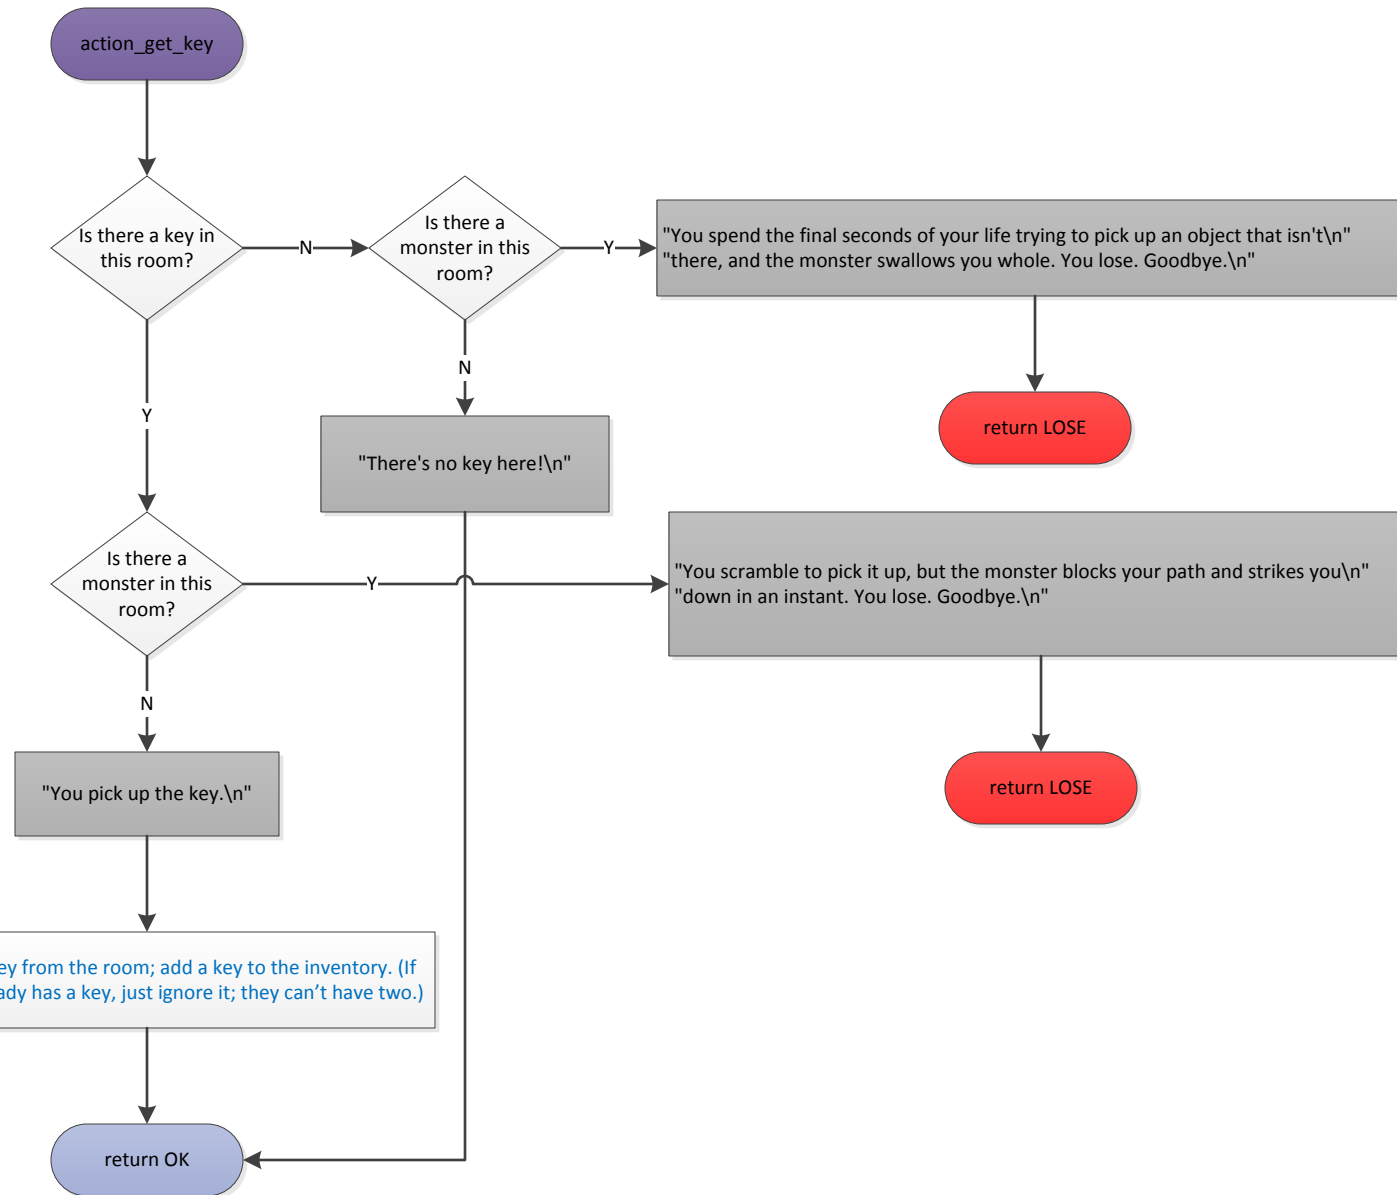 action_get_key
Is there a key in
this room?
N
Is there a
monster in this
room?
Y
"You spend the final seconds of your life trying to pick up an object that isn't\n"
"there, and the monster swallows you whole. You lose. Goodbye.\n"
N
return LOSE
Y
"There's no key here!\n"
Is there a
monster in this
room?
Y
"You scramble to pick it up, but the monster blocks your path and strikes you\n"
"down in an instant. You lose. Goodbye.\n"
N
"You pick up the key.\n"
return LOSE
from the room; add a key to the inventory. (If
has a key, just ignore it; they can’t have two.)
return OK